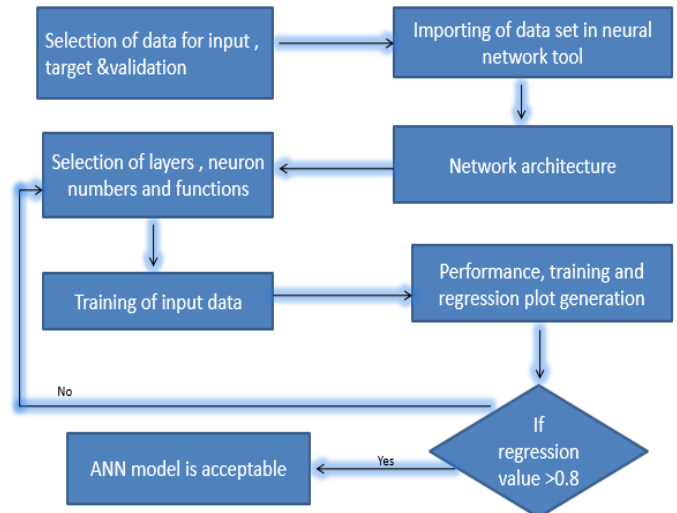 Selection of data for input ,
target &validation
Importing of data set in neural
network tool
Network architecture
Selection of layers , neuron
numbers and functions
Training of input data
Performance, training and
regression plot generation
If
regression
value >0.8
No
Yes
ANN model is acceptable